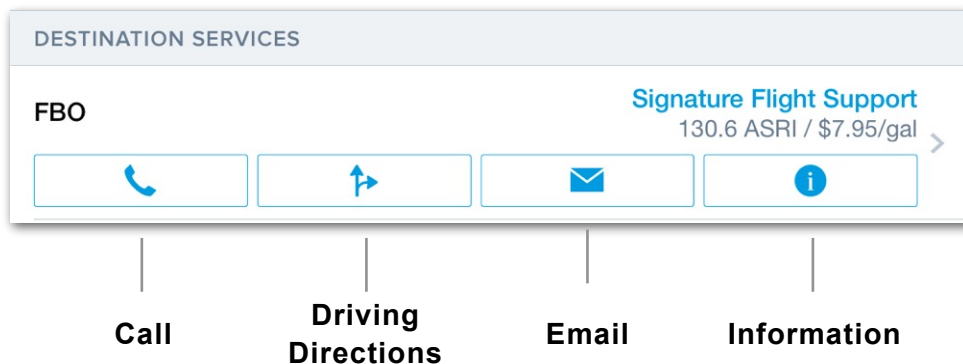 DESTINATION SERVICES
FBO
Signature Flight Support
130.6 ASRI / $7.95/gal
Call
Driving
Directions
Email
Information